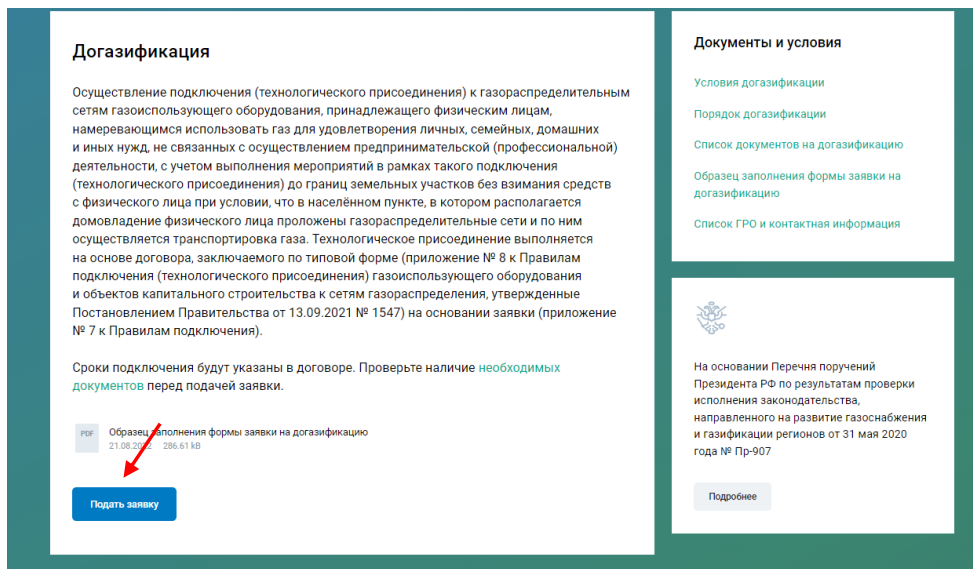 Догазификация
Осуществление подключения (технологического присоединения) к газораспределительным
сетям газоиспользующего оборудования, принадлежащего физическим лицам,
намеревающимся использовать газ для удовлетворения личных, семейных, домашних
и иных нужд, не связанных с осуществлением предпринимательской (профессиональной)
деятельности, с учетом выполнения мероприятий в рамках такого подключения
(технологического присоединения) до границ земельных участков без взимания средств
с физического лица при условии, что в населённом пункте, в котором располагается
домовладение физического лица проложены газораспределительные сети и по ним
осуществляется транспортировка газа. Технологическое присоединение выполняется
на основе договора, заключаемого по типовой форме (приложение № 8 к Правилам
подключения (технологического присоединения) газоиспользующего оборудования
и объектов капитального строительства к сетям газораспределения, утвержденные
Постановлением Правительства от 13.09.2021 № 1547) на основании заявки (приложение
№ 7 к Правилам подключения).
Сроки подключения будут указаны в договоре. Проверьте наличие необходимых
документов перед подачей заявки.
PDF
Образец заполнения формы заявки на догазификацию
21.08.2022 286.61 kB
Подать заявку
Документы и условия
Условия догазификации
Порядок догазификации
Список документов на догазификацию
Образец заполнения формы заявки на
догазификацию
Список ГРО и контактная информация
На основании Перечня поручений
Президента РФ по результатам проверки
исполнения законодательства,
направленного на развитие газоснабжения
и газификации регионов от 31 мая 2020
года № Пр-907
Подробнее